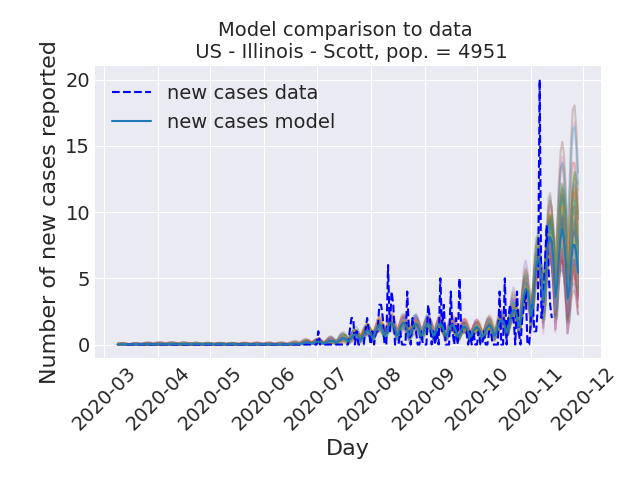 Model comparison to data
US - Illinois - Scott, pop. = 4951
Number of new cases reported
20
15
10
5
0
new cases data
new cases model
2020-03
2020-04
2020-05
2020-06
2020-07
2020-08
2020-09
2020-10
2020-11
2020-12
Day